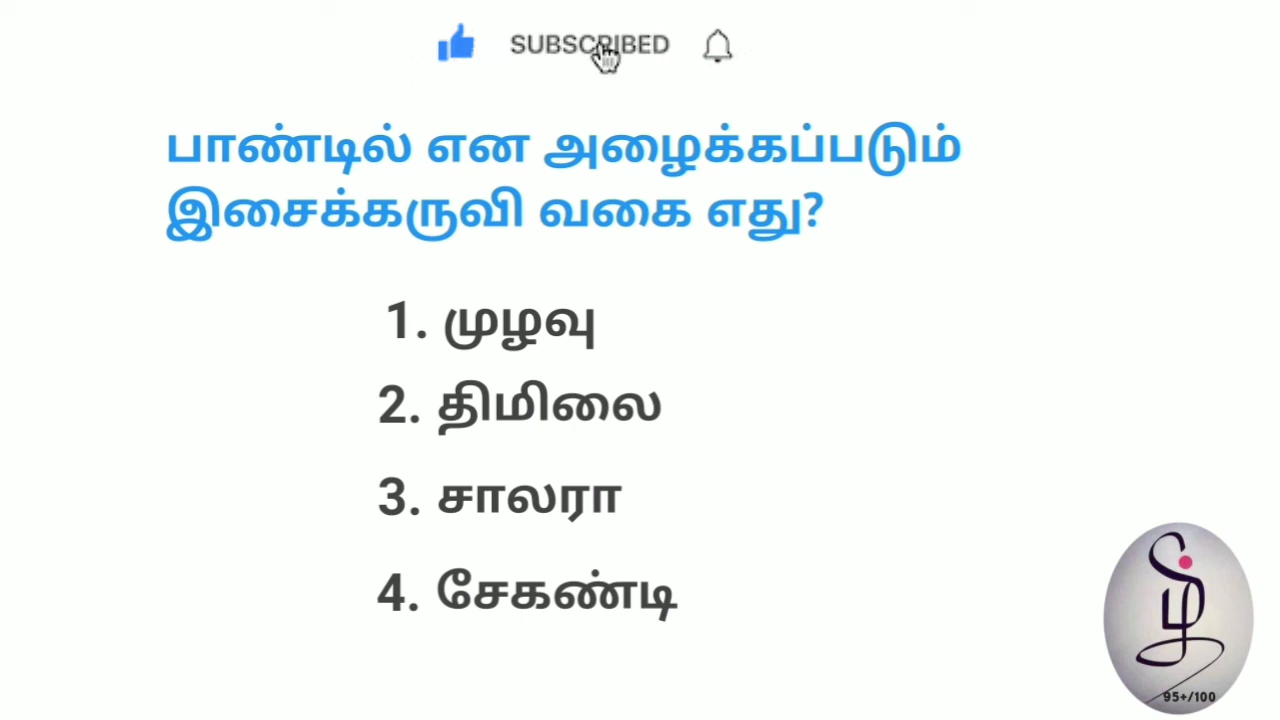 SUBSCRIBED
பாண்டில் என அழைக்கப்படும்
இசைக்கருவி வகை எது?
1. முழவு
2. திமிலை
3. சாலரா
4. சேகண்டி
ழ்
95+/100